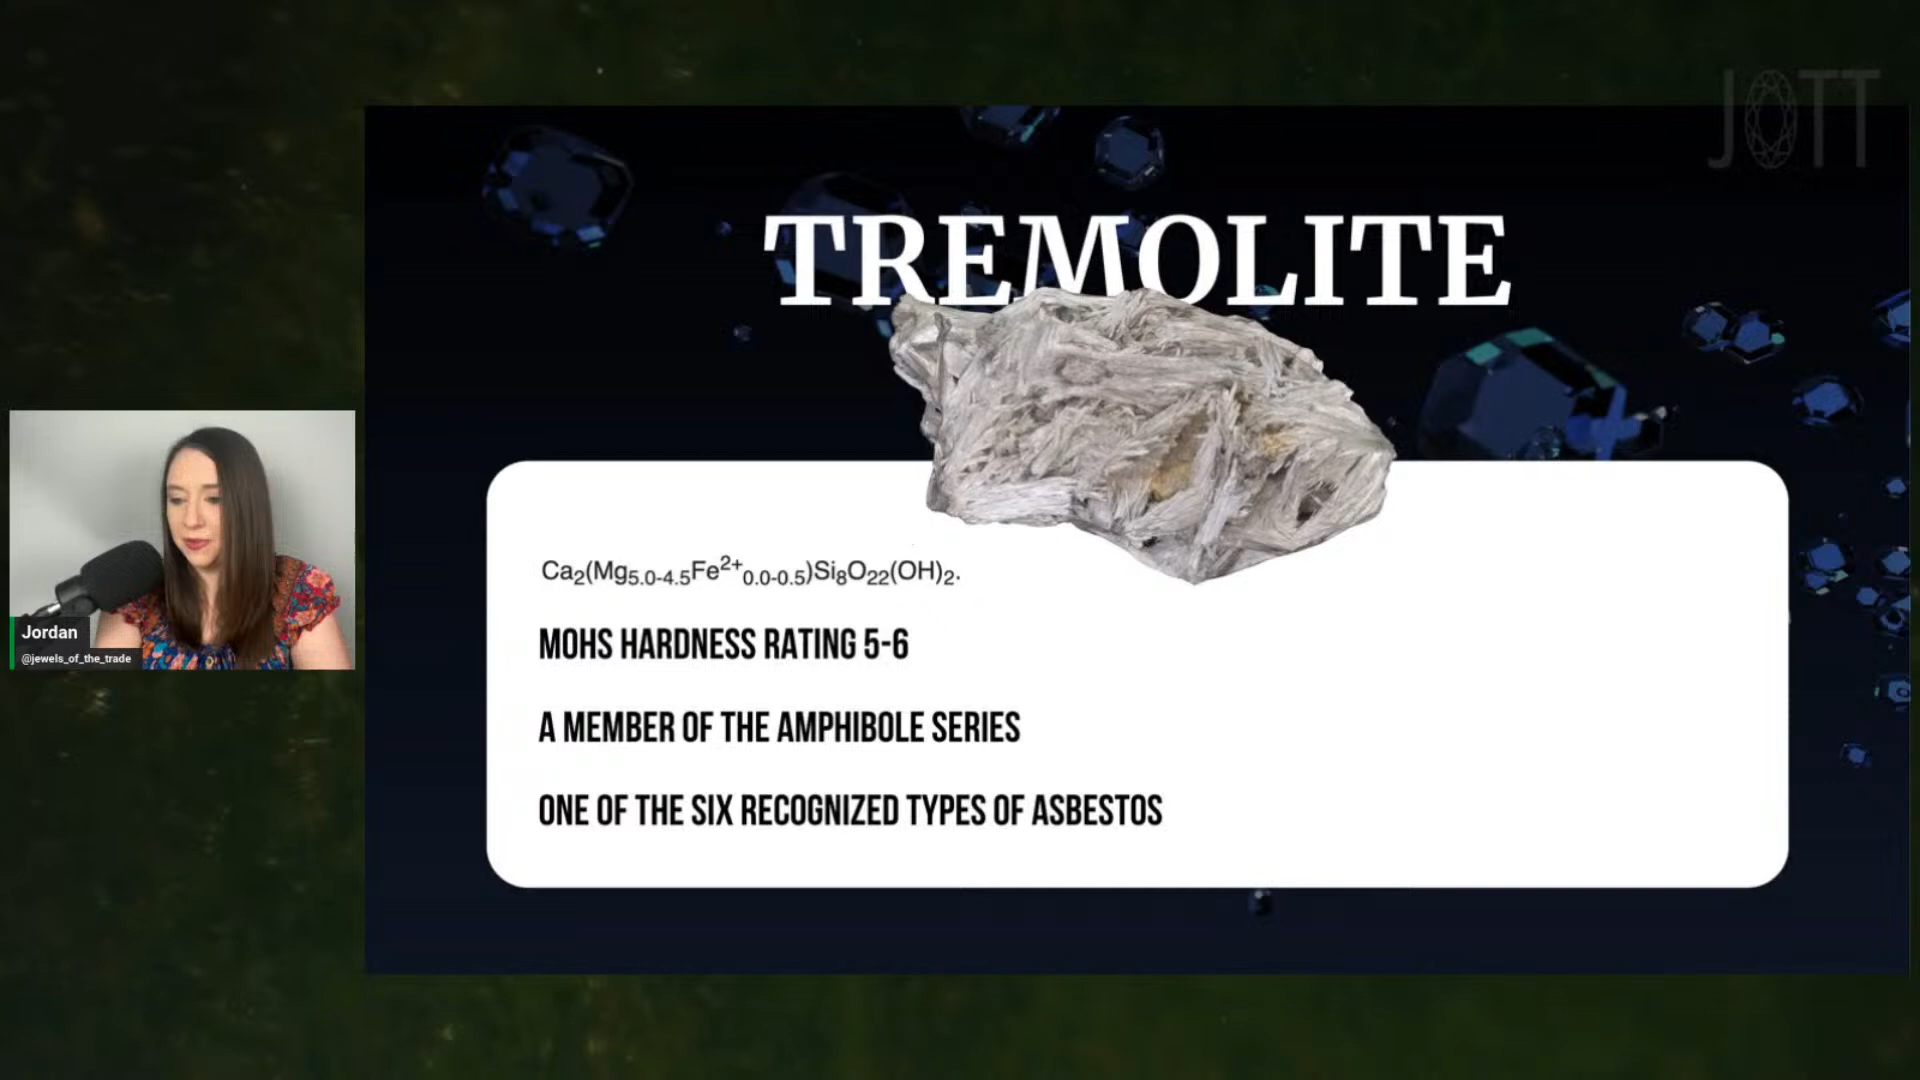 JOTT
TREMOLITE
Ca₂(Mg₅.₀₋₄.₅Fe²⁺₀.₀₋₀.₅)Si₈O₂₂(OH)₂.
MOHS HARDNESS RATING 5-6
A MEMBER OF THE AMPHIBOLE SERIES
ONE OF THE SIX RECOGNIZED TYPES OF ASBESTOS
Jordan
@jewels_of_the_trade